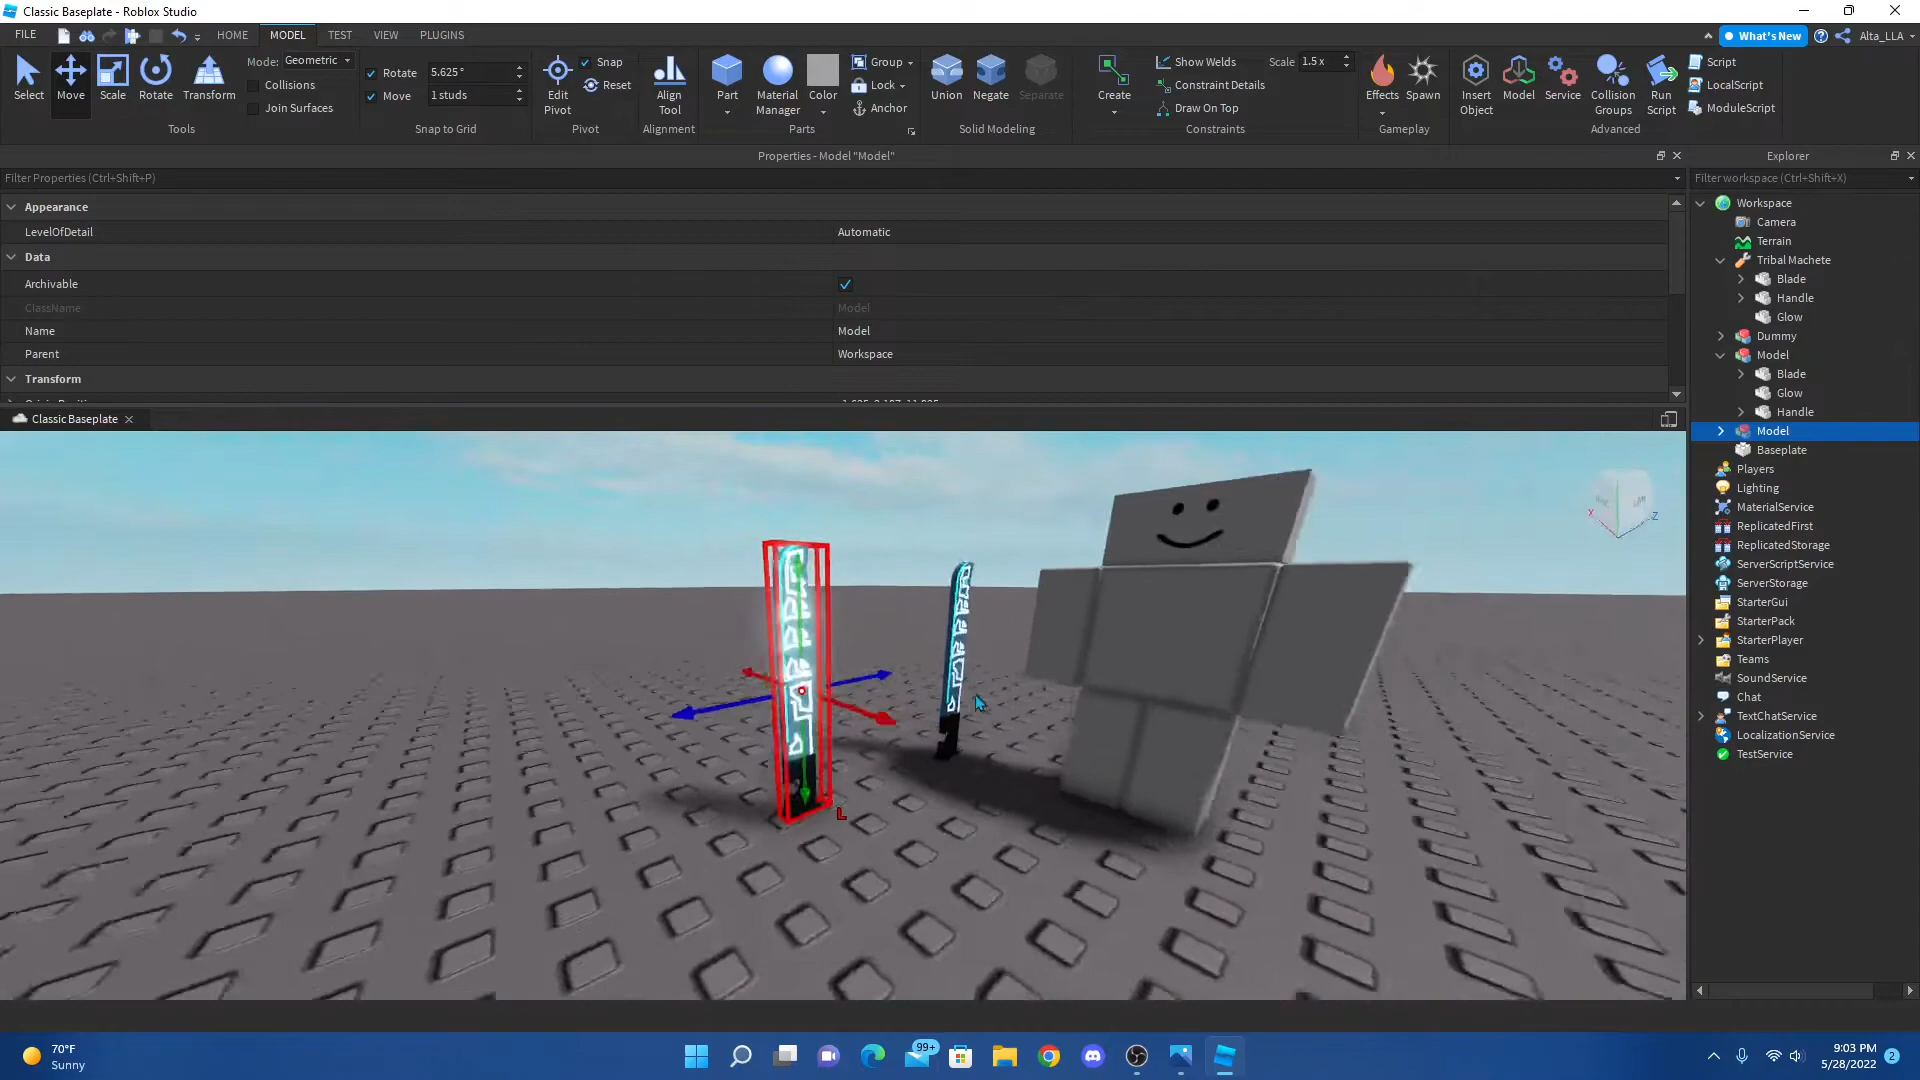 Classic Baseplate - Roblox Studio
FILE HOME MODEL TEST VIEW PLUGINS What's New Alta_LLA
Select Move Scale Rotate Transform
Mode: Geometric
Collisions
Join Surfaces
Tools
Rotate 5.625 °
Move 1 studs
Snap to Grid
Edit Pivot
Snap
Reset
Pivot
Align Tool
Alignment
Part Material Manager Color
Group
Lock
Anchor
Parts
Union Negate Separate
Solid Modeling
Create
Show Welds Scale 1.5 x
Constraint Details
Draw On Top
Constraints
Effects Spawn
Gameplay
Insert Object Model Service Collision Groups Run Script
Script
LocalScript
ModuleScript
Advanced
Properties - Model "Model"
Filter Properties (Ctrl+Shift+P)
Appearance
LevelOfDetail Automatic
Data
Archivable
ClassName Model
Name Model
Parent Workspace
Transform
Classic Baseplate
Explorer
Filter workspace (Ctrl+Shift+X)
Workspace
Camera
Terrain
Tribal Machete
Blade
Handle
Glow
Dummy
Model
Blade
Glow
Handle
Model
Baseplate
Players
Lighting
MaterialService
ReplicatedFirst
ReplicatedStorage
ServerScriptService
ServerStorage
StarterGui
StarterPack
StarterPlayer
Teams
SoundService
Chat
TextChatService
LocalizationService
TestService
X
Z
L
70°F
Sunny
99+
9:03 PM
5/28/2022
2